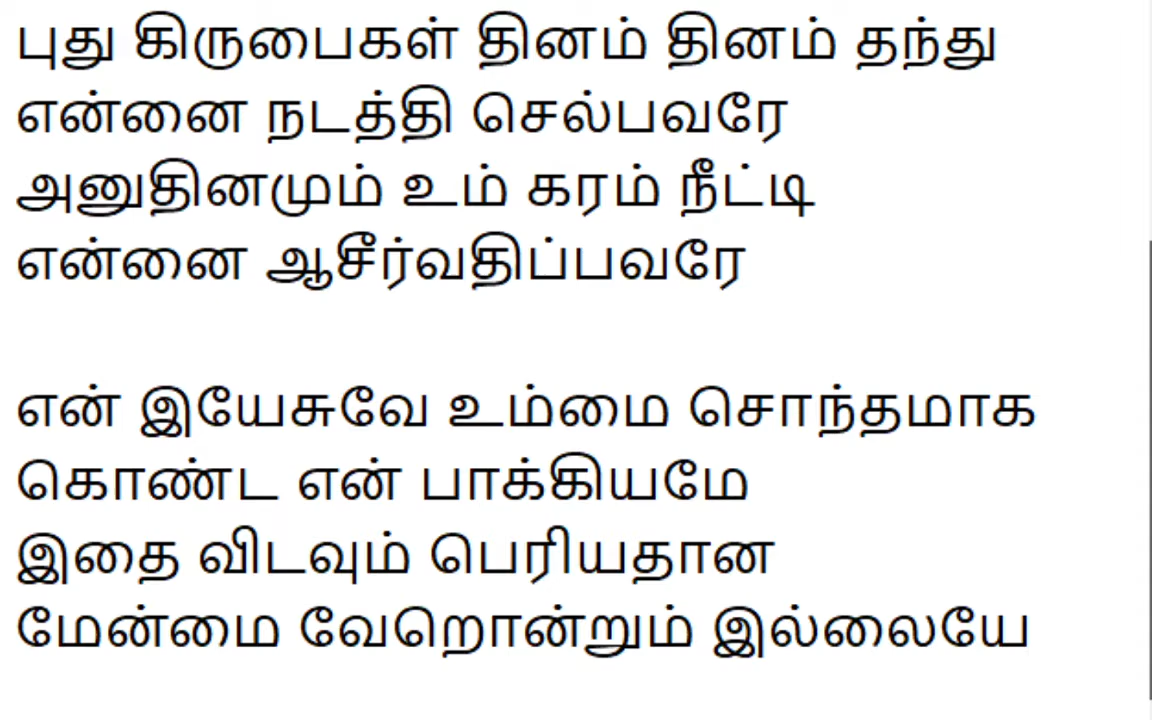 புது கிருபைகள் தினம் தினம் தந்து
என்னை நடத்தி செல்பவரே
அனுதினமும் உம் கரம் நீட்டி
என்னை ஆசீர்வதிப்பவரே
என் இயேசுவே உம்மை சொந்தமாக
கொண்ட என் பாக்கியமே
இதை விடவும் பெரியதான
மேன்மை வேறொன்றும் இல்லையே